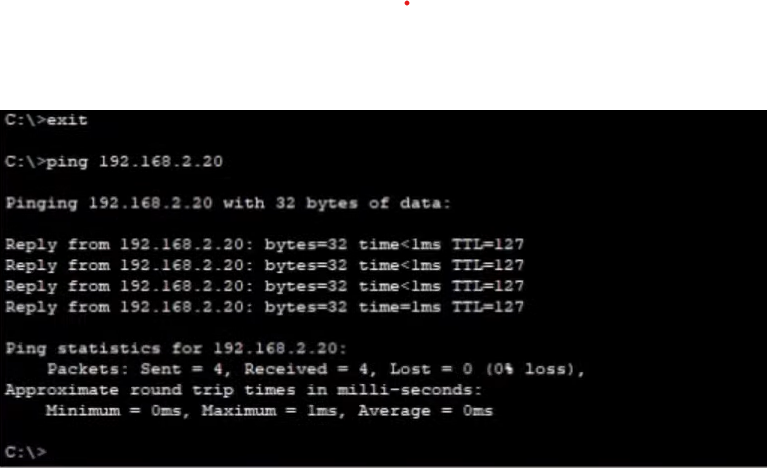 C:\>exit
C:\>ping 192.168.2.20
Pinging 192.168.2.20 with 32 bytes of data:
Reply from 192.168.2.20: bytes=32 time<1ms TTL=127
Reply from 192.168.2.20: bytes=32 time<1ms TTL=127
Reply from 192.168.2.20: bytes=32 time<1ms TTL=127
Reply from 192.168.2.20: bytes=32 time=1ms TTL=127
Ping statistics for 192.168.2.20:
    Packets: Sent = 4, Received = 4, Lost = 0 (0% loss),
Approximate round trip times in milli-seconds:
    Minimum = 0ms, Maximum = 1ms, Average = 0ms
C:\>